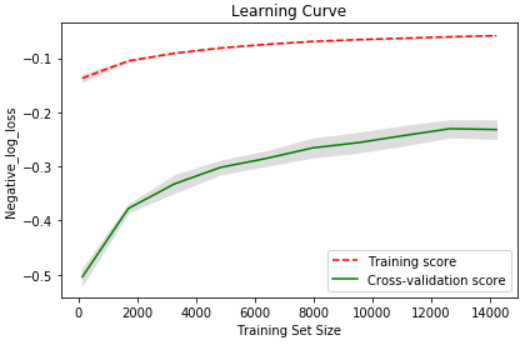 Learning Curve
−0.1
−0.2
−0.3
−0.4
−0.5
Negative_log_loss
Training score
Cross-validation score
0 2000 4000 6000 8000 10000 12000 14000
Training Set Size